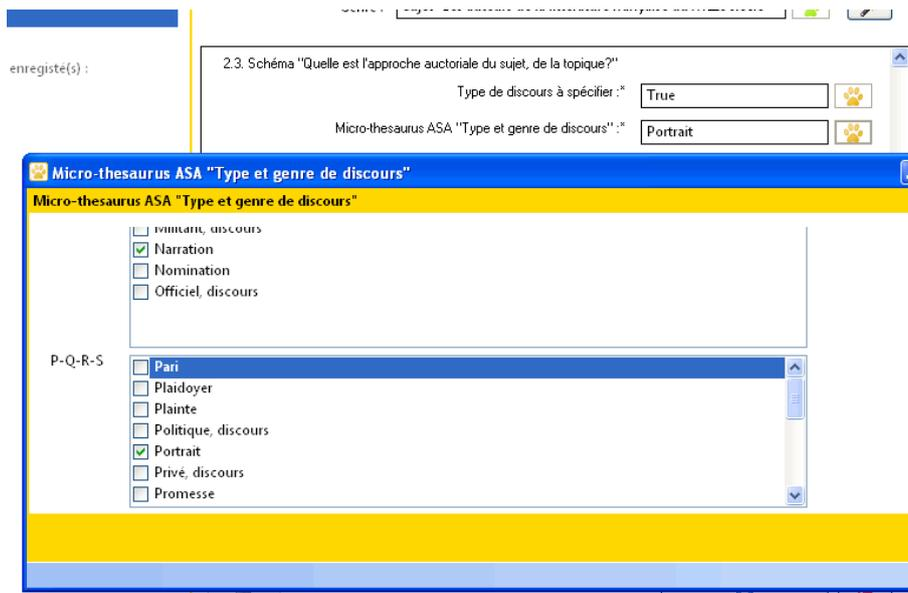 enregisté(s) :
2.3. Schéma "Quelle est l'approche auctoriale du sujet, de la topique?"
Type de discours à spécifier :*
True
Micro-thesaurus ASA "Type et genre de discours" :*
Portrait
Micro-thesaurus ASA "Type et genre de discours"
Micro-thesaurus ASA "Type et genre de discours"
Militant, discours
Narration
Nomination
Officiel, discours
P-Q-R-S
Pari
Plaidoyer
Plainte
Politique, discours
Portrait
Privé, discours
Promesse